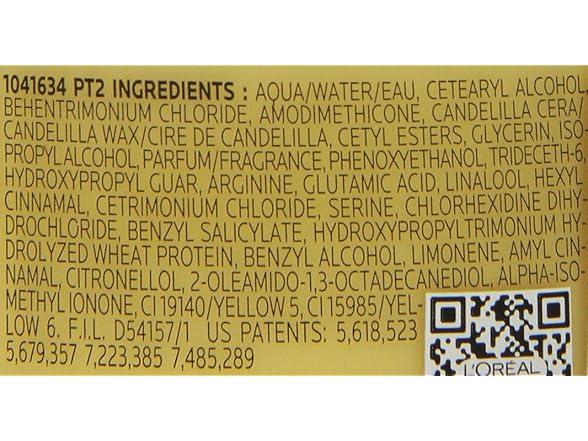 1041634 PT2 INGREDIENTS : AQUA/WATER/EAU, CETEARYL ALCOHOL,
BEHENTRIMONIUM CHLORIDE, AMODIMETHICONE, CANDELILLA CERA/
CANDELILLA WAX/CIRE DE CANDELILLA, CETYL ESTERS, GLYCERIN, ISO
PROPYL ALCOHOL, PARFUM/FRAGRANCE, PHENOXYETHANOL, TRIDECETH-6,
HYDROXYPROPYL GUAR, ARGININE, GLUTAMIC ACID, LINALOOL, HEXYL
CINNAMAL, CETRIMONIUM CHLORIDE, SERINE, CHLORHEXIDINE DIHY
DROCHLORIDE, BENZYL SALICYLATE, HYDROXYPROPYLTRIMONIUM HY
DROLYZED WHEAT PROTEIN, BENZYL ALCOHOL, LIMONENE, AMYL CIN
NAMAL, CITRONELLOL, 2-OLEAMIDO-1,3-OCTADECANEDIOL, ALPHA-ISO
METHYL IONONE, CI 19140/YELLOW 5, CI 15985/YEL-
LOW 6. F.I.L. D54157/1 US PATENTS: 5,618,523
5,679,357 7,223,385 7,485,289
L'ORÉAL